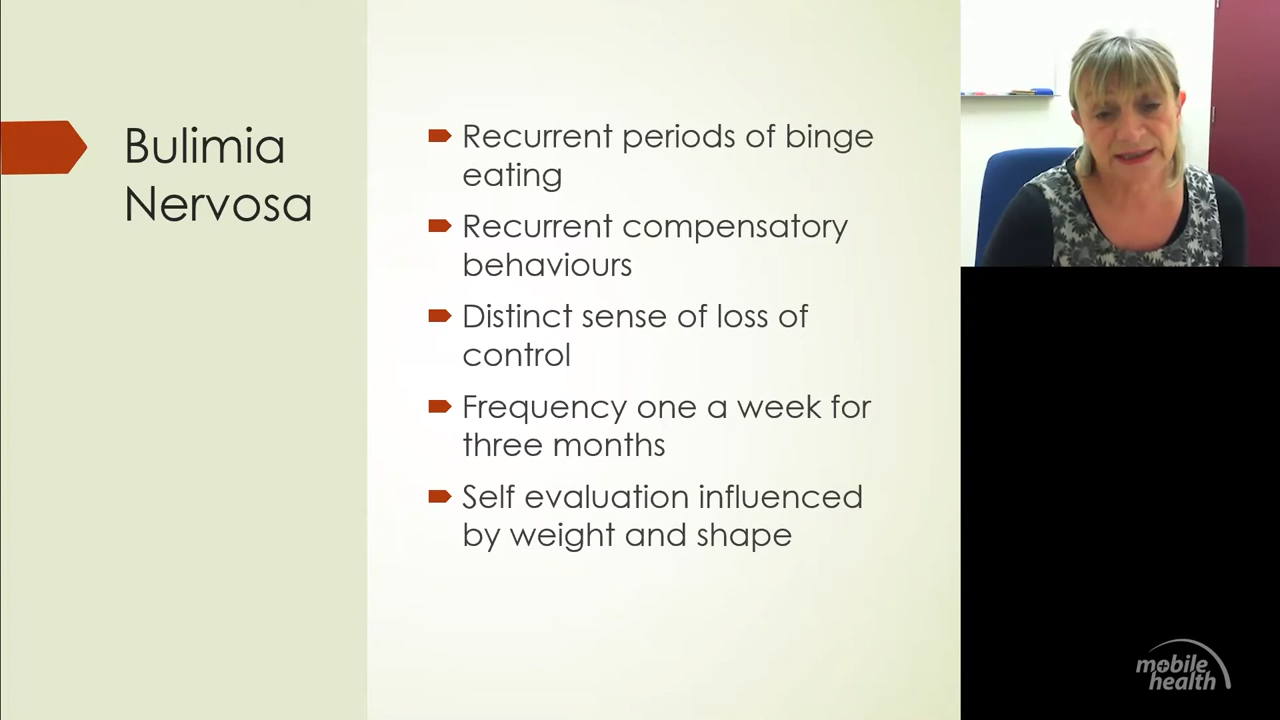 Bulimia
Nervosa
Recurrent periods of binge
eating
Recurrent compensatory
behaviours
Distinct sense of loss of
control
Frequency one a week for
three months
Self evaluation influenced
by weight and shape
mobile
health